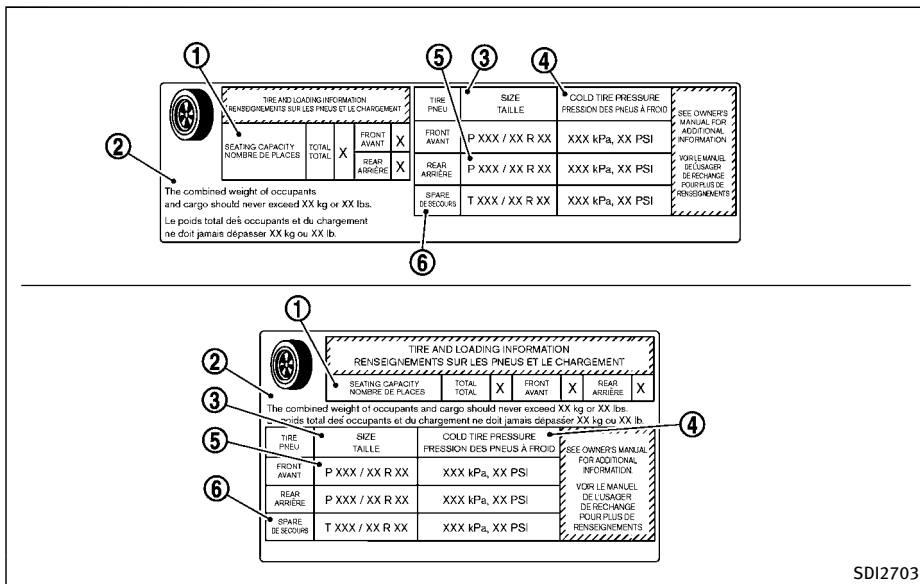 ①
⑤
③
④
②
TIRE AND LOADING INFORMATION
RENSEIGNEMENTS SUR LES PNEUS ET LE CHARGEMENT
SEATING CAPACITY
NOMBRE DE PLACES
TOTAL
TOTAL
X
FRONT
AVANT
X
REAR
ARRIÈRE
X
The combined weight of occupants
and cargo should never exceed XX kg or XX lbs.
Le poids total des occupants et du chargement
ne doit jamais dépasser XX kg ou XX lb.
TIRE
PNEU
SIZE
TAILLE
COLD TIRE PRESSURE
PRESSION DES PNEUS À FROID
FRONT
AVANT
P XXX / XX R XX
XXX kPa, XX PSI
REAR
ARRIÈRE
P XXX / XX R XX
XXX kPa, XX PSI
SPARE
DE SECOURS
T XXX / XX R XX
XXX kPa, XX PSI
SEE OWNER'S
MANUAL FOR
ADDITIONAL
INFORMATION
VOIR LE MANUEL
DE L'USAGER
DE RECHANGE
POUR PLUS DE
RENSEIGNEMENTS
⑥
①
②
③
⑤
⑥
④
TIRE AND LOADING INFORMATION
RENSEIGNEMENTS SUR LES PNEUS ET LE CHARGEMENT
SEATING CAPACITY
NOMBRE DE PLACES
TOTAL
TOTAL
X
FRONT
AVANT
X
REAR
ARRIÈRE
X
The combined weight of occupants and cargo should never exceed XX kg or XX lbs.
Le poids total des occupants et du chargement ne doit jamais dépasser XX kg ou XX lb.
TIRE
PNEU
SIZE
TAILLE
COLD TIRE PRESSURE
PRESSION DES PNEUS À FROID
FRONT
AVANT
P XXX / XX R XX
XXX kPa, XX PSI
REAR
ARRIÈRE
P XXX / XX R XX
XXX kPa, XX PSI
SPARE
DE SECOURS
T XXX / XX R XX
XXX kPa, XX PSI
SEE OWNER'S MANUAL
FOR ADDITIONAL
INFORMATION.
VOIR LE MANUEL
DE L'USAGER
DE RECHANGE
POUR PLUS DE
RENSEIGNEMENTS
SDI2703